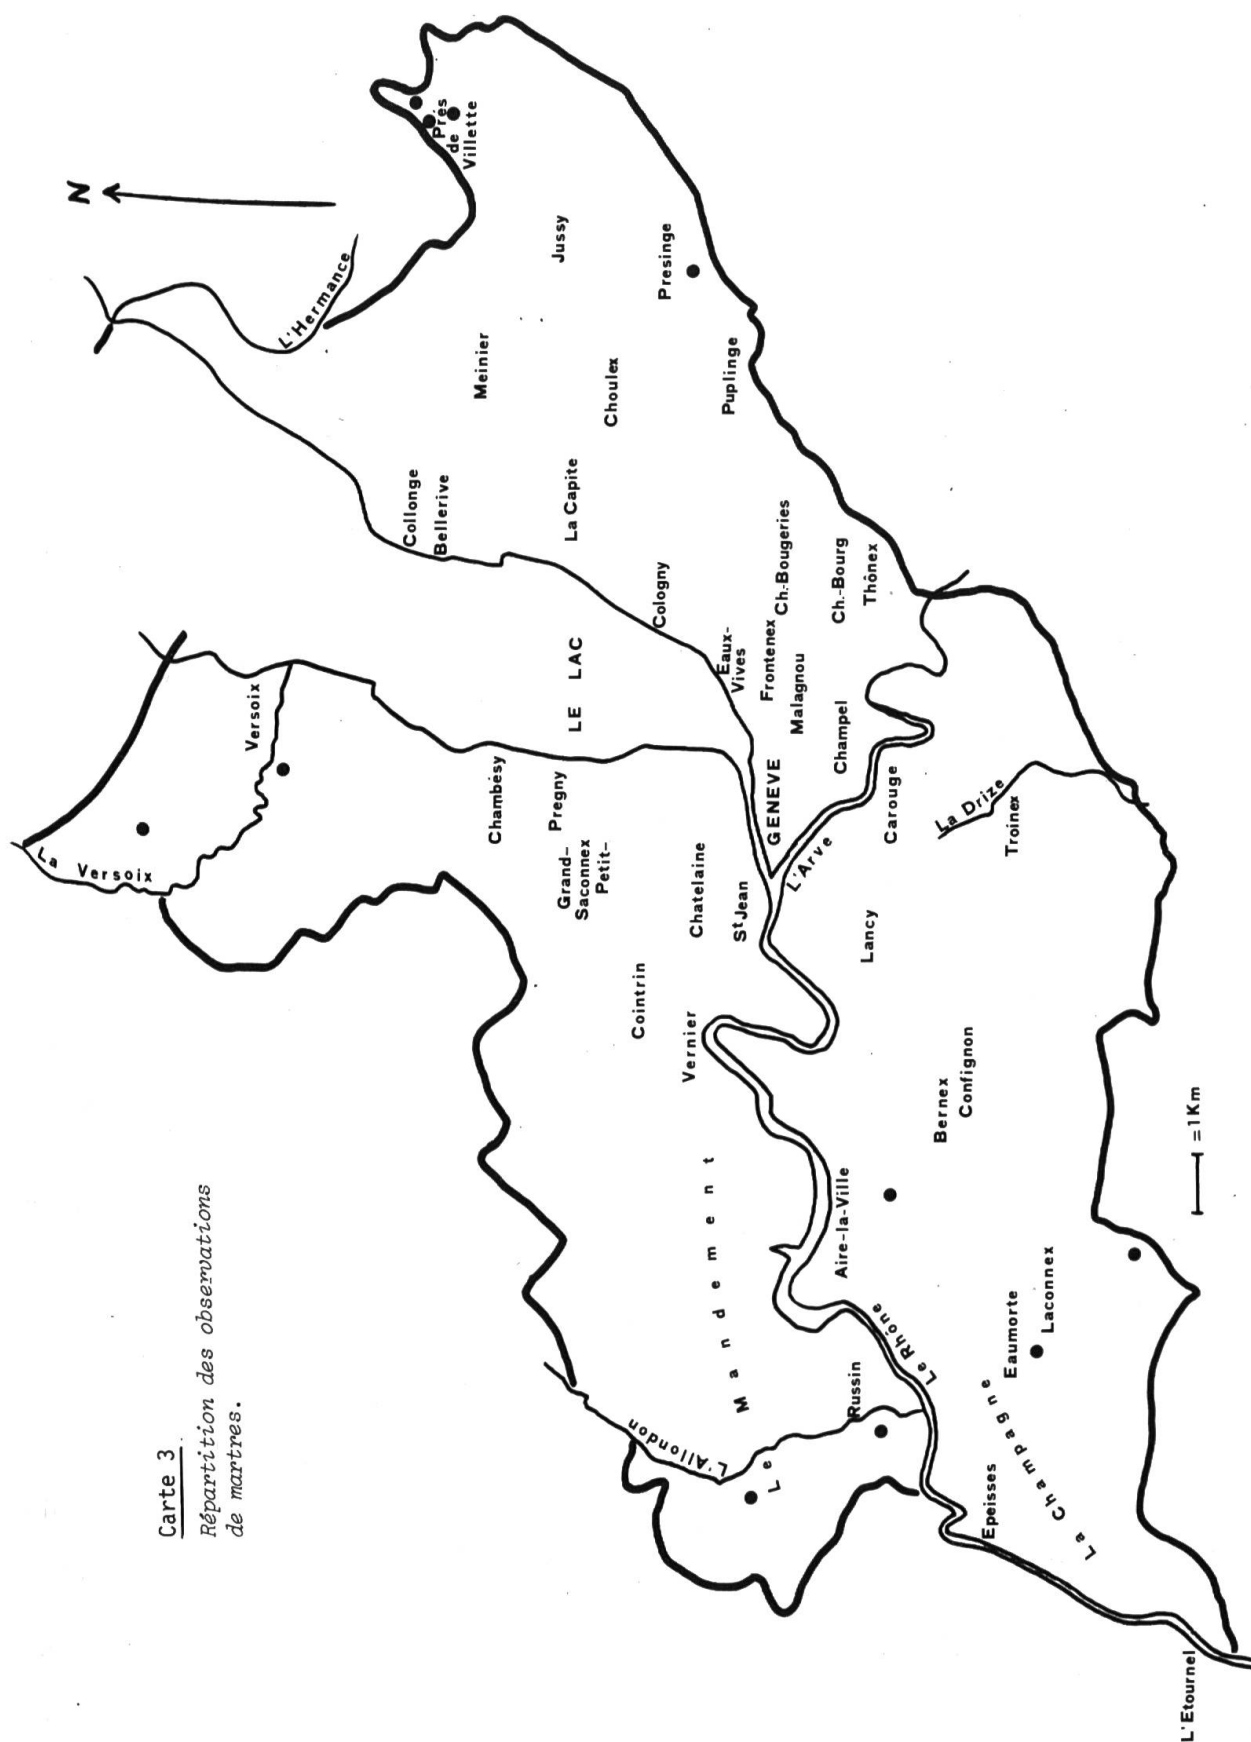 Carte 3
Répartition des observations
de martres.
N
La Versoix
Versoix
L'Hermance
Près
de
Villette
Jussy
Presinge
Meinier
Choulex
Puplinge
Collonge
Bellerive
La Capite
Cologny
LE LAC
Eaux-
Vives
Frontenex
Ch.-Bougeries
Malagnou
Ch.-Bourg
Thônex
Champel
GENEVE
Carouge
L'Arve
La Drize
Troinex
Chambésy
Pregny
Grand-
Saconnex
Petit-
Chatelaine
St Jean
Lancy
Cointrin
Vernier
Bernex
Confignon
Aire-la-Ville
Le Mandement
L'Allondon
Russin
Le Rhône
Laconnex
Eaumorte
Epeisses
La Champagne
L'Etournel
=1Km